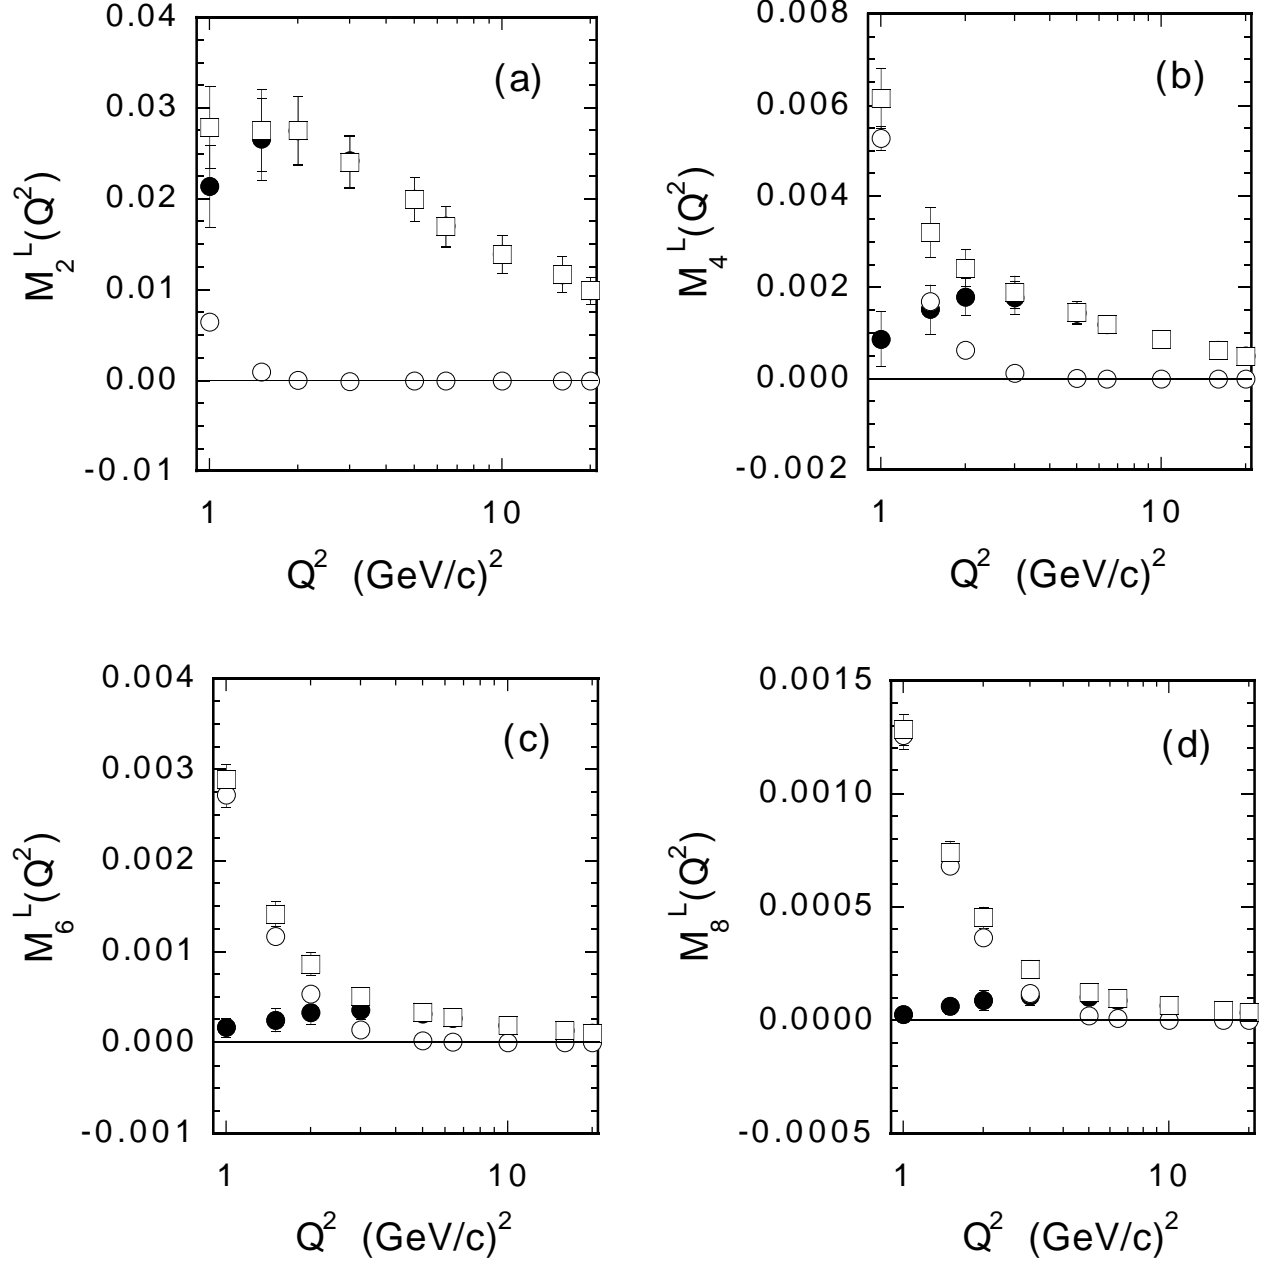 0.04
0.03
0.02
0.01
0.00
-0.01
(a)
M₂ᴸ(Q²)
1 10
Q² (GeV/c)²
0.008
0.006
0.004
0.002
0.000
-0.002
(b)
M₄ᴸ(Q²)
1 10
Q² (GeV/c)²
0.004
0.003
0.002
0.001
0.000
-0.001
(c)
M₆ᴸ(Q²)
1 10
Q² (GeV/c)²
0.0015
0.0010
0.0005
0.0000
-0.0005
(d)
M₈ᴸ(Q²)
1 10
Q² (GeV/c)²